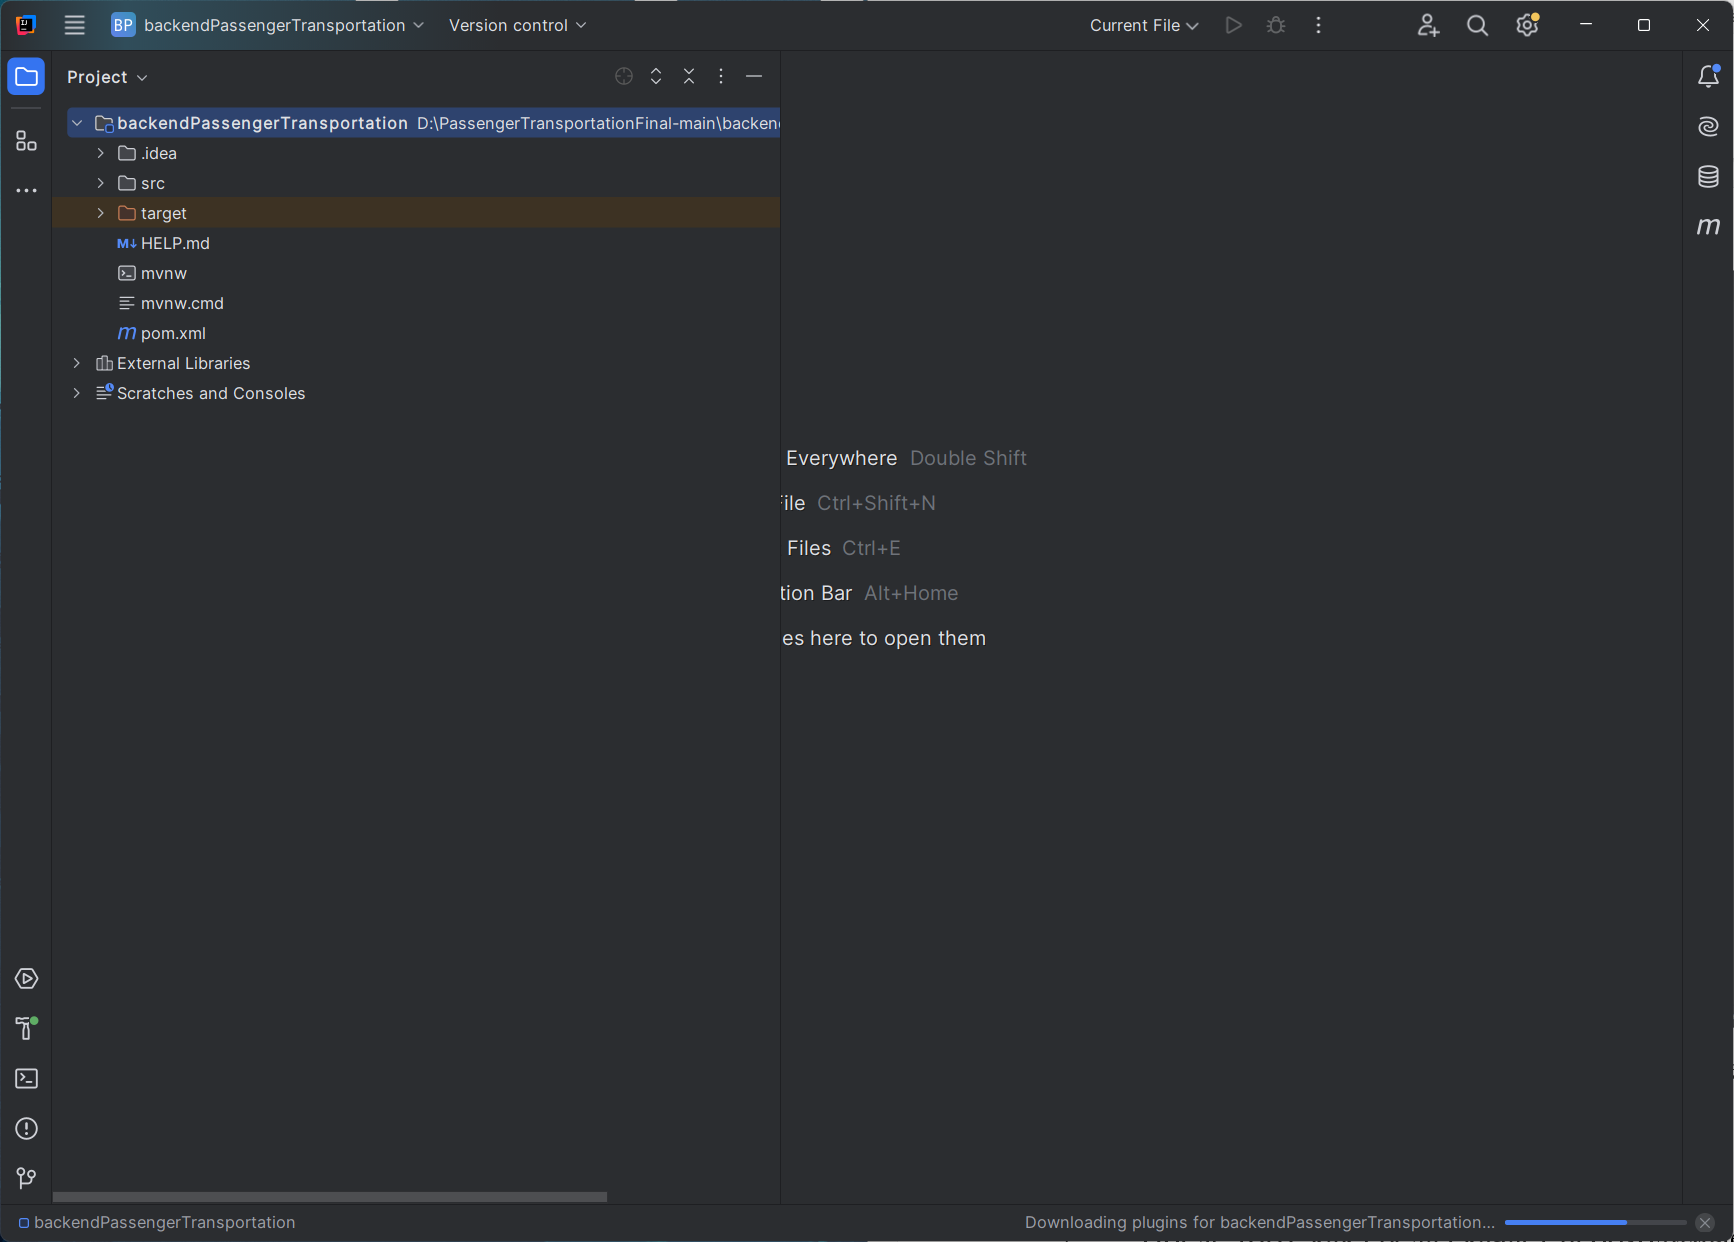 BP backendPassengerTransportation Version control Current File
Project
backendPassengerTransportation D:\PassengerTransportationFinal-main\backen
.idea
src
target
M↓ HELP.md
mvnw
mvnw.cmd
m pom.xml
External Libraries
Scratches and Consoles
Everywhere Double Shift
File Ctrl+Shift+N
Files Ctrl+E
tion Bar Alt+Home
es here to open them
m
backendPassengerTransportation Downloading plugins for backendPassengerTransportation...